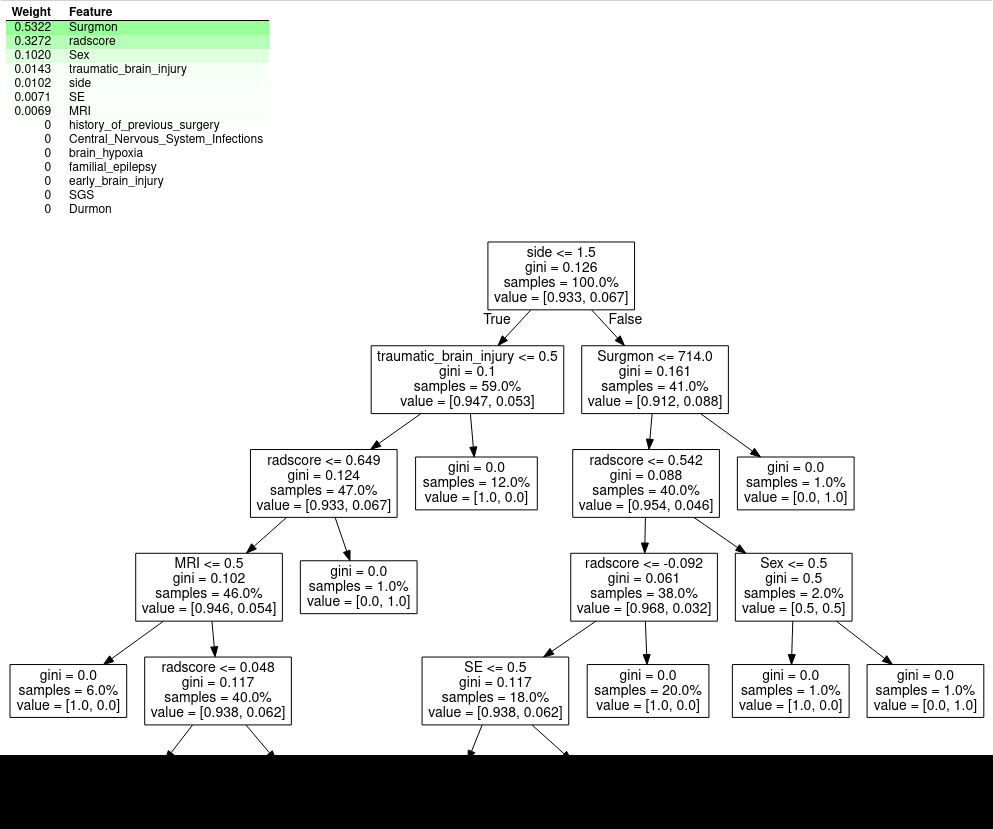 Weight Feature
0.5322 Surgmon
0.3272 radscore
0.1020 Sex
0.0143 traumatic_brain_injury
0.0102 side
0.0071 SE
0.0069 MRI
0 history_of_previous_surgery
0 Central_Nervous_System_Infections
0 brain_hypoxia
0 familial_epilepsy
0 early_brain_injury
0 SGS
0 Durmon
side <= 1.5
gini = 0.126
samples = 100.0%
value = [0.933, 0.067]
True
False
traumatic_brain_injury <= 0.5
gini = 0.1
samples = 59.0%
value = [0.947, 0.053]
Surgmon <= 714.0
gini = 0.161
samples = 41.0%
value = [0.912, 0.088]
radscore <= 0.649
gini = 0.124
samples = 47.0%
value = [0.933, 0.067]
gini = 0.0
samples = 12.0%
value = [1.0, 0.0]
radscore <= 0.542
gini = 0.088
samples = 40.0%
value = [0.954, 0.046]
gini = 0.0
samples = 1.0%
value = [0.0, 1.0]
MRI <= 0.5
gini = 0.102
samples = 46.0%
value = [0.946, 0.054]
gini = 0.0
samples = 1.0%
value = [0.0, 1.0]
radscore <= -0.092
gini = 0.061
samples = 38.0%
value = [0.968, 0.032]
Sex <= 0.5
gini = 0.5
samples = 2.0%
value = [0.5, 0.5]
gini = 0.0
samples = 6.0%
value = [1.0, 0.0]
radscore <= 0.048
gini = 0.117
samples = 40.0%
value = [0.938, 0.062]
SE <= 0.5
gini = 0.117
samples = 18.0%
value = [0.938, 0.062]
gini = 0.0
samples = 20.0%
value = [1.0, 0.0]
gini = 0.0
samples = 1.0%
value = [1.0, 0.0]
gini = 0.0
samples = 1.0%
value = [0.0, 1.0]